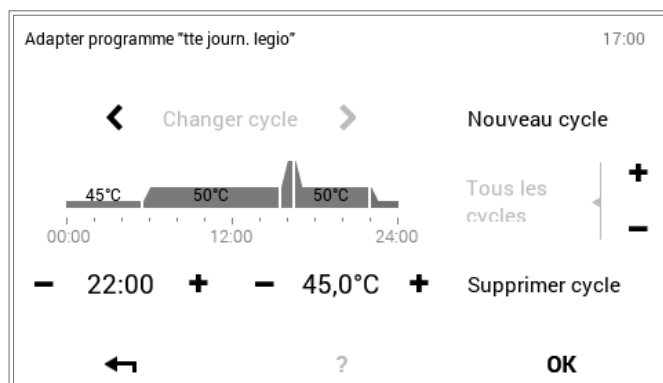 Adapter programme "tte journ. legio"
17:00
Changer cycle
Nouveau cycle
45°C 50°C 50°C
Tous les
cycles
00:00 12:00 24:00
− 22:00 + − 45,0°C +
Supprimer cycle
?
OK